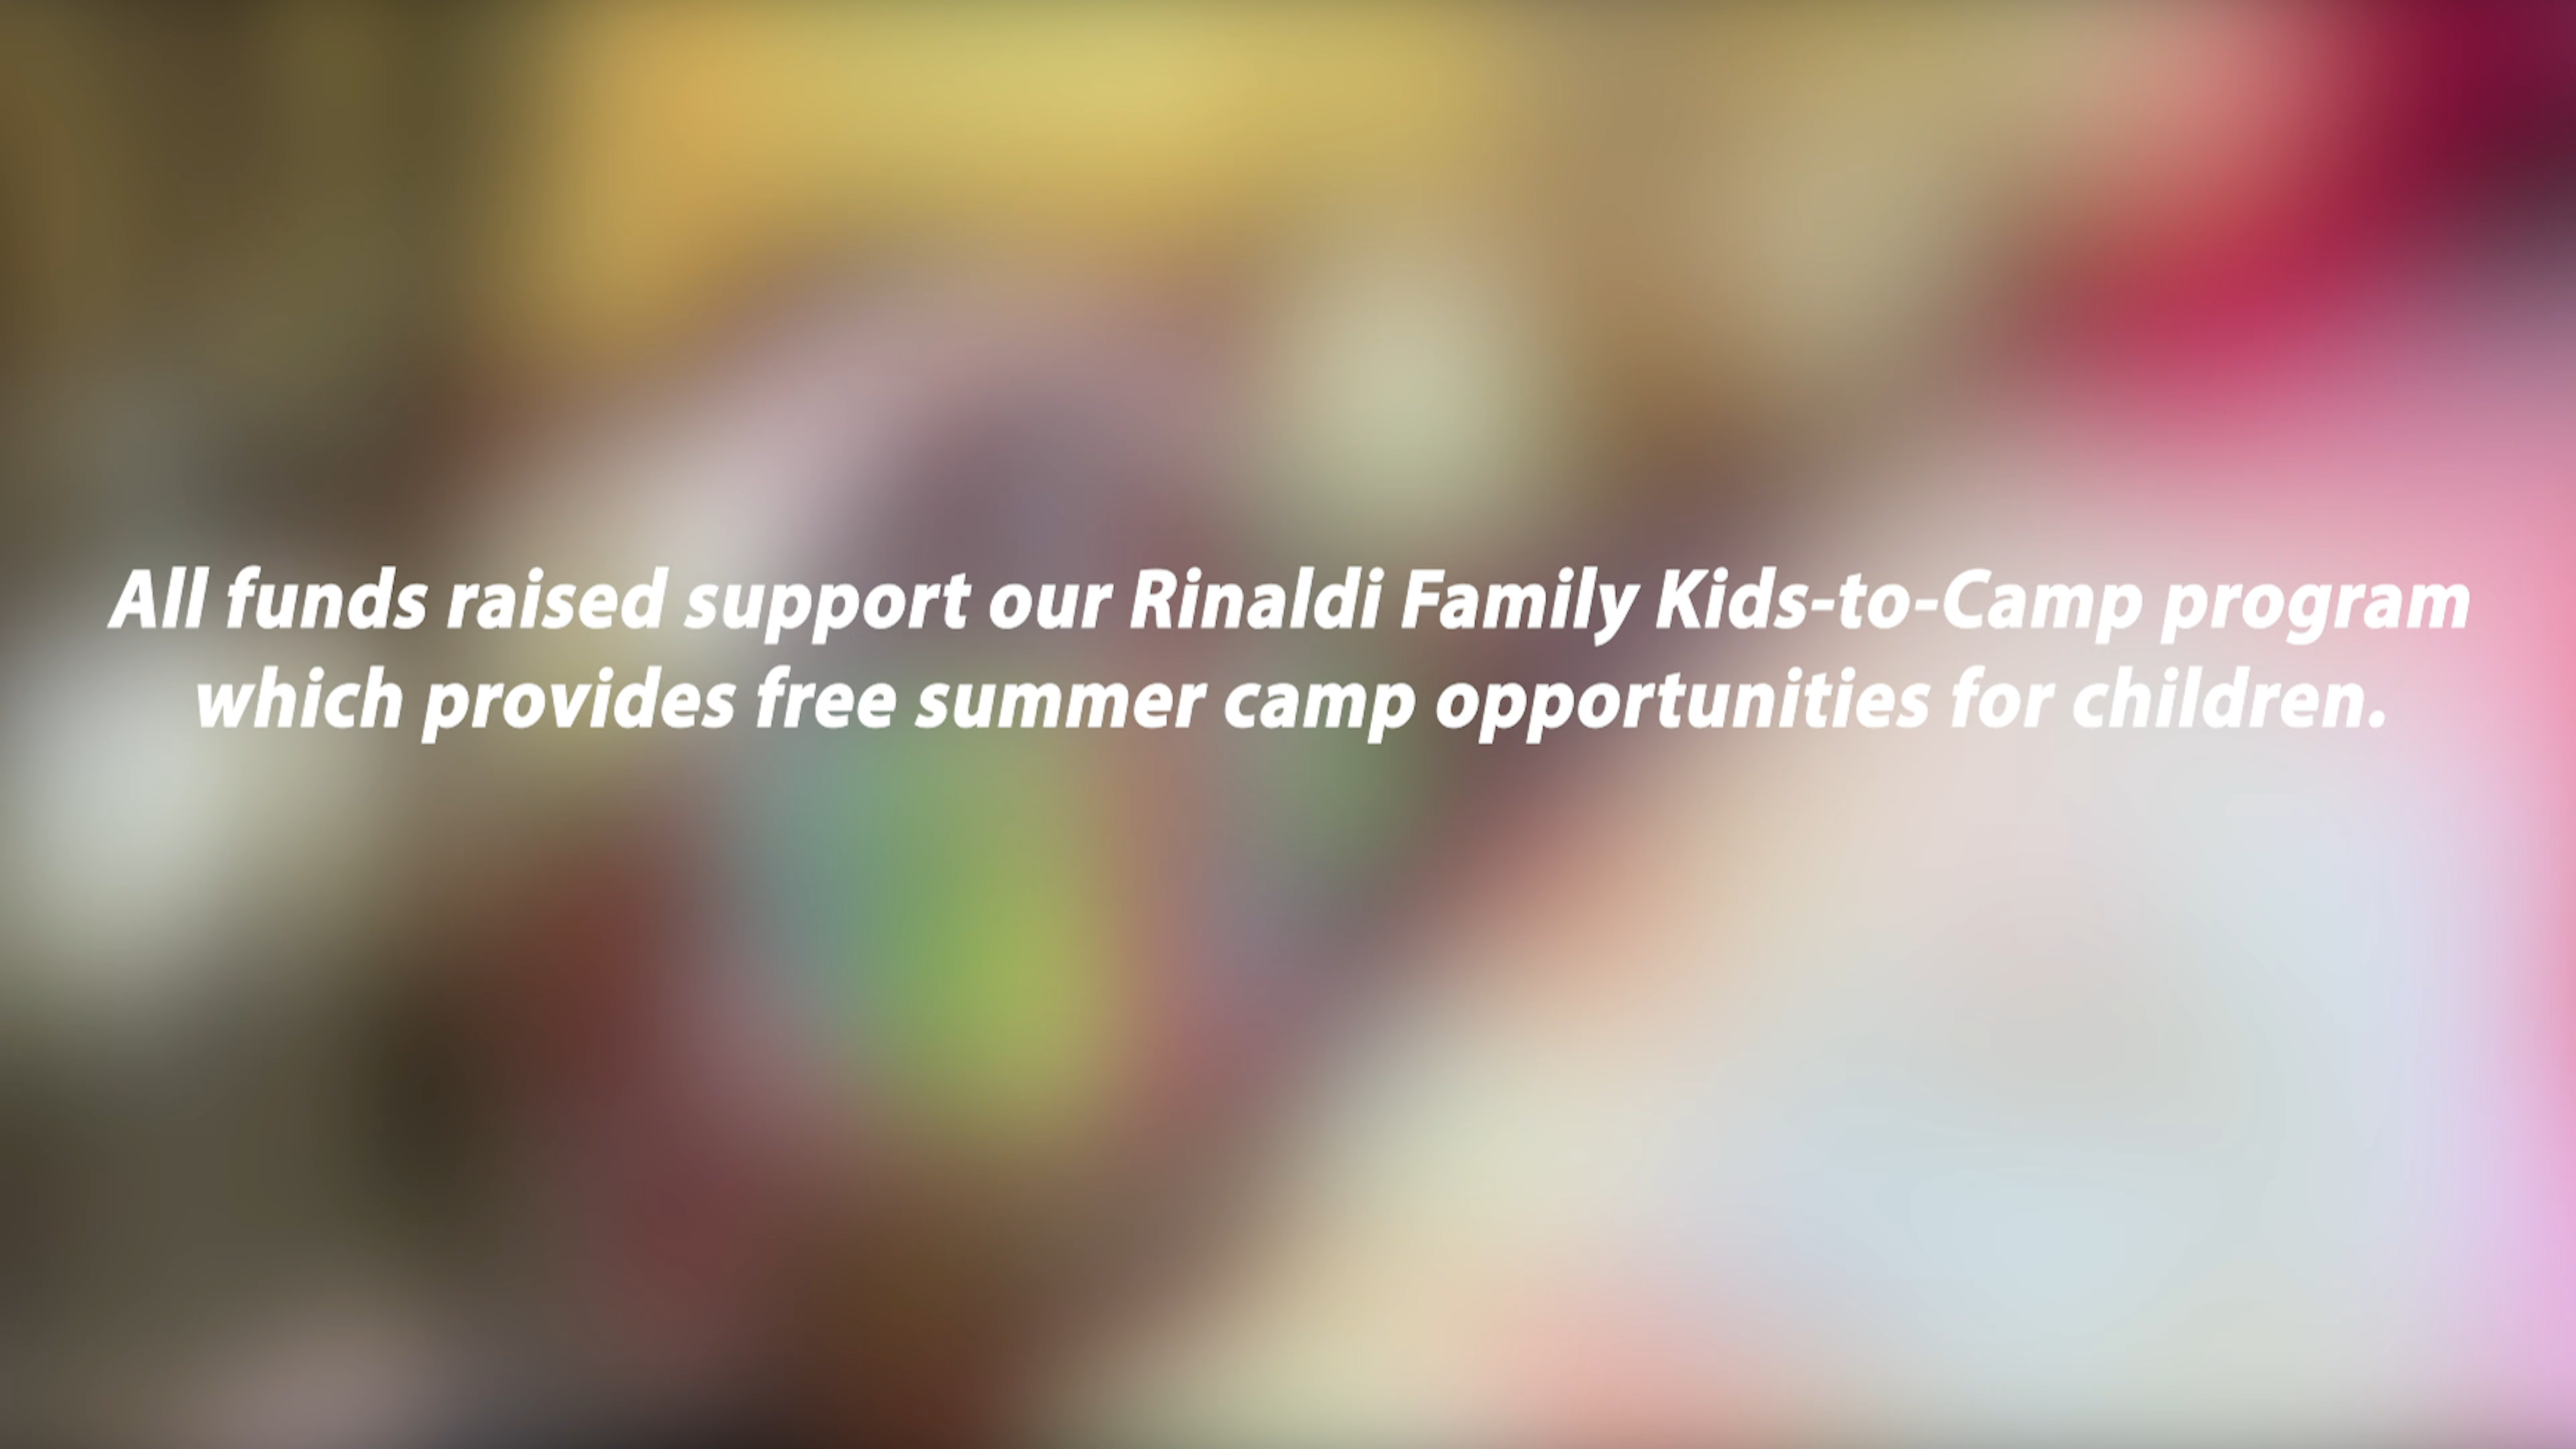 All funds raised support our Rinaldi Family Kids-to-Camp program
which provides free summer camp opportunities for children.